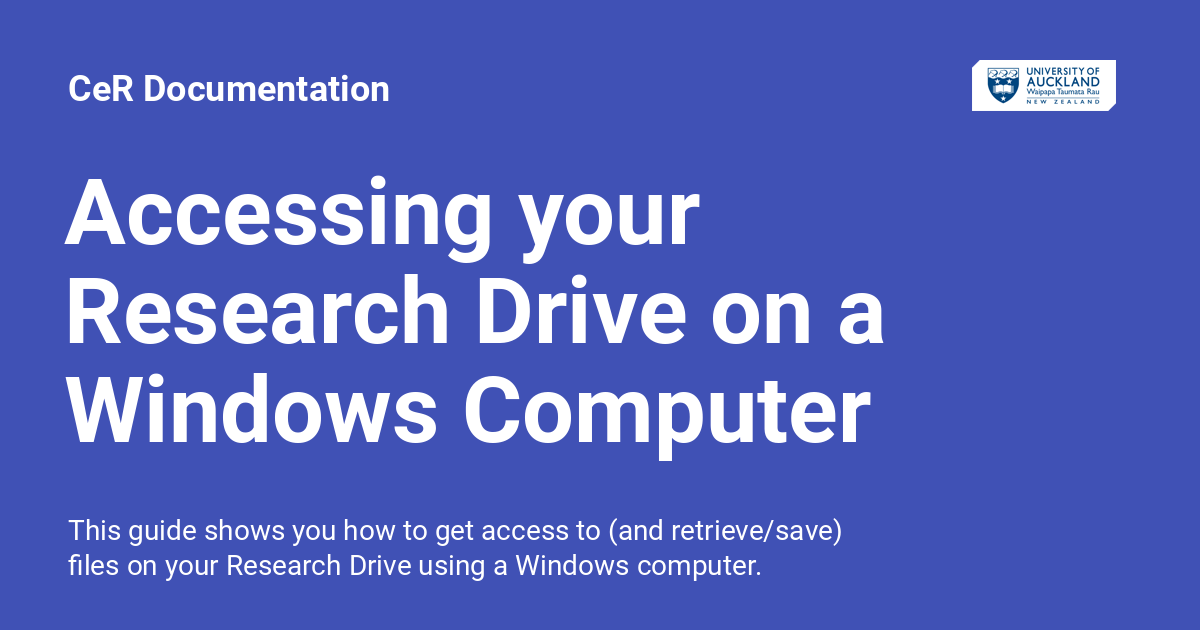 CeR Documentation
UNIVERSITY OF
AUCKLAND
Waipapa Taumata Rau
NEW ZEALAND
Accessing your
Research Drive on a
Windows Computer
This guide shows you how to get access to (and retrieve/save)
files on your Research Drive using a Windows computer.